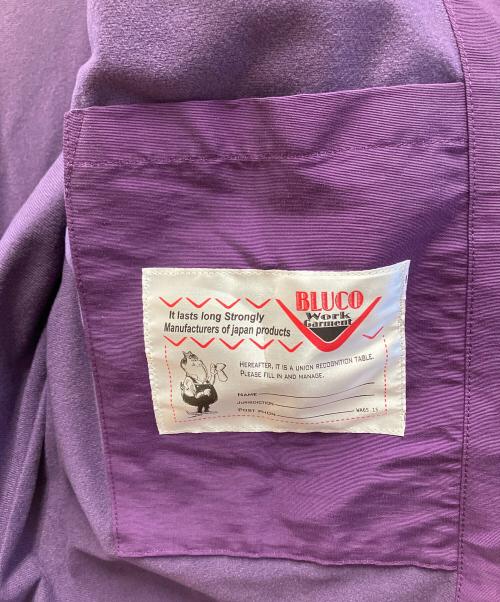 BLUCO
Work
Garment
It lasts long Strongly
Manufacturers of japan products
HEREAFTER, IT IS A UNION RECOGNITION TABLE.
PLEASE FILL IN AND MANAGE.
NAME
JURISDICTION
POST PHON